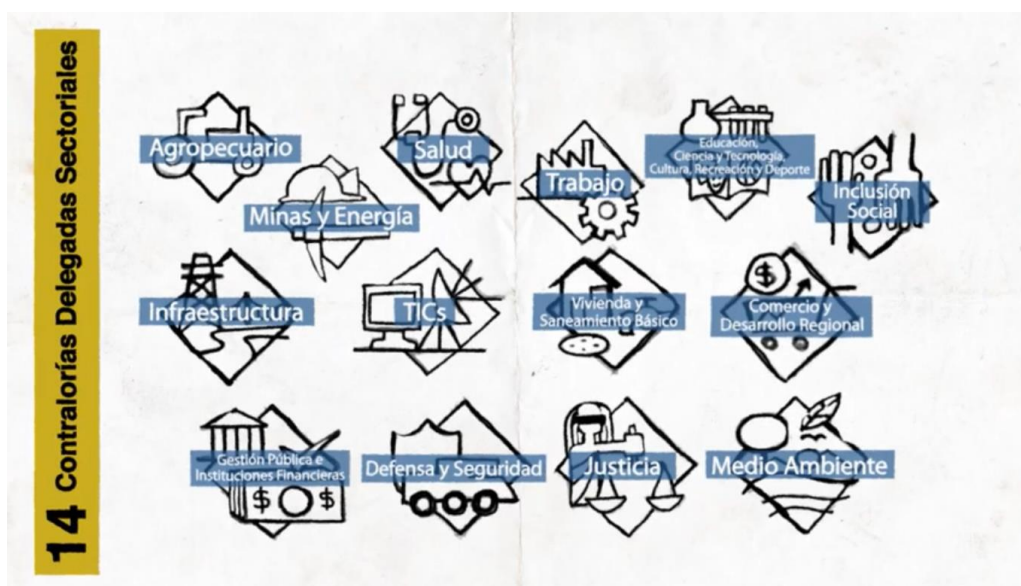 14 Contralorías Delegadas Sectoriales
Agropecuario
Salud
Minas y Energía
Trabajo
Educación,
Ciencia y Tecnología,
Cultura, Recreación y Deporte
Inclusión
Social
Infraestructura
TICs
Vivienda y
Saneamiento Básico
$
Comercio y
Desarrollo Regional
Gestión Pública e
Instituciones Financieras
$ $
Defensa y Seguridad
Justicia
Medio Ambiente